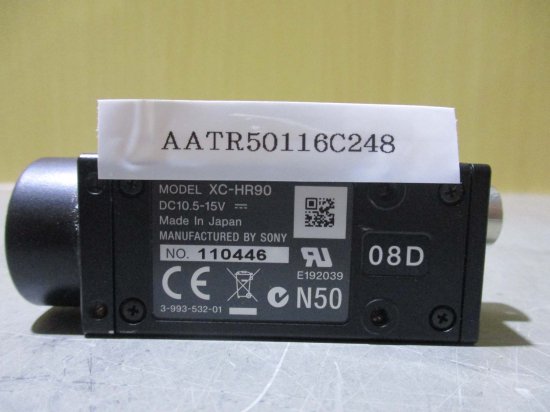 AATR50116C248
MODEL XC-HR90
DC10.5-15V ⎓
Made In Japan
MANUFACTURED BY SONY
NO. 110446
E192039
08D
CE
N50
3-993-532-01